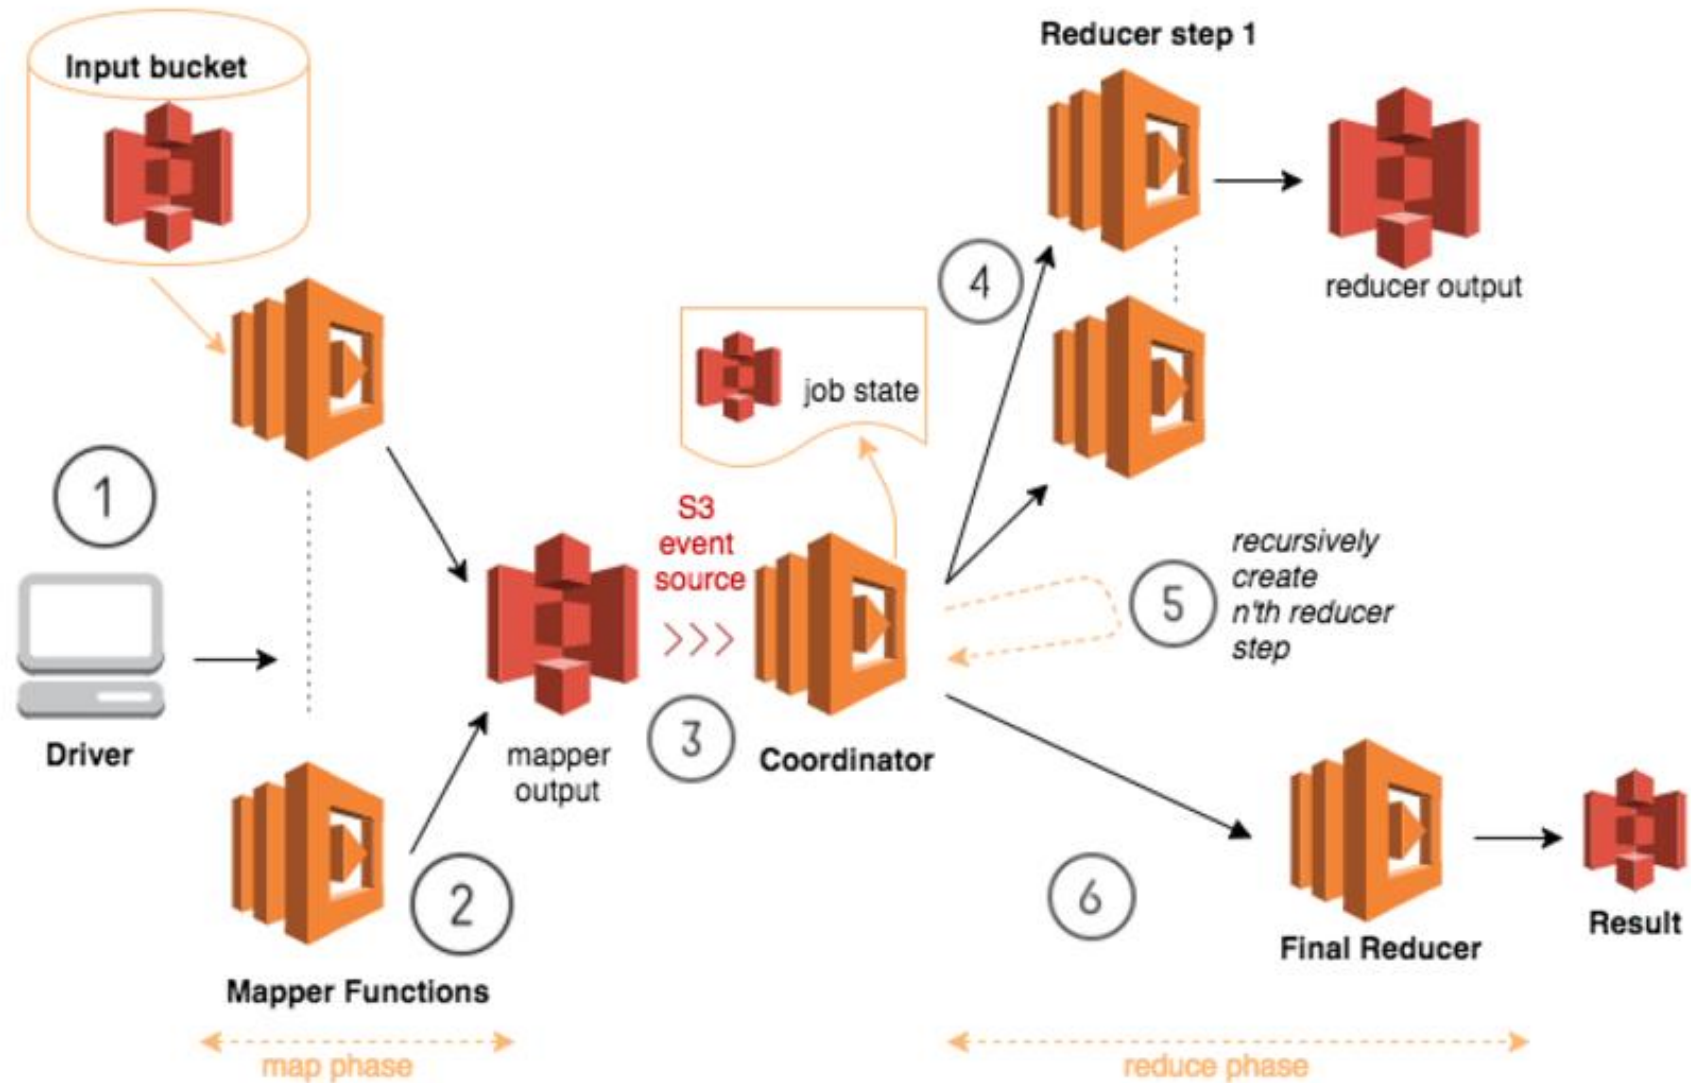 Input bucket
1
Driver
Mapper Functions
2
map phase
mapper
output
S3
event
source
3
job state
Coordinator
4
Reducer step 1
reducer output
5
recursively
create
n'th reducer
step
6
Final Reducer
Result
reduce phase